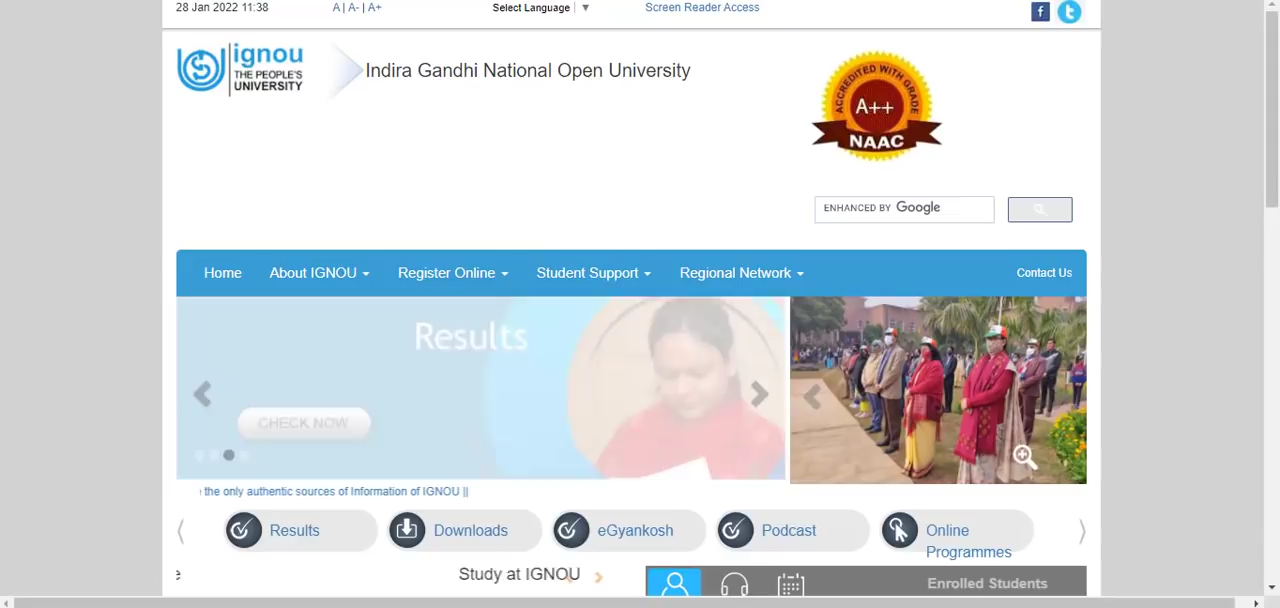 28 Jan 2022 11:38 A | A- | A+ Select Language ▼ Screen Reader Access
ignou
THE PEOPLE'S
UNIVERSITY
Indira Gandhi National Open University
ACCREDITED WITH GRADE
A++
NAAC
ENHANCED BY Google
Home About IGNOU Register Online Student Support Regional Network Contact Us
Results
CHECK NOW
the only authentic sources of Information of IGNOU ||
Results Downloads eGyankosh Podcast Online
Programmes
e Study at IGNOU Enrolled Students